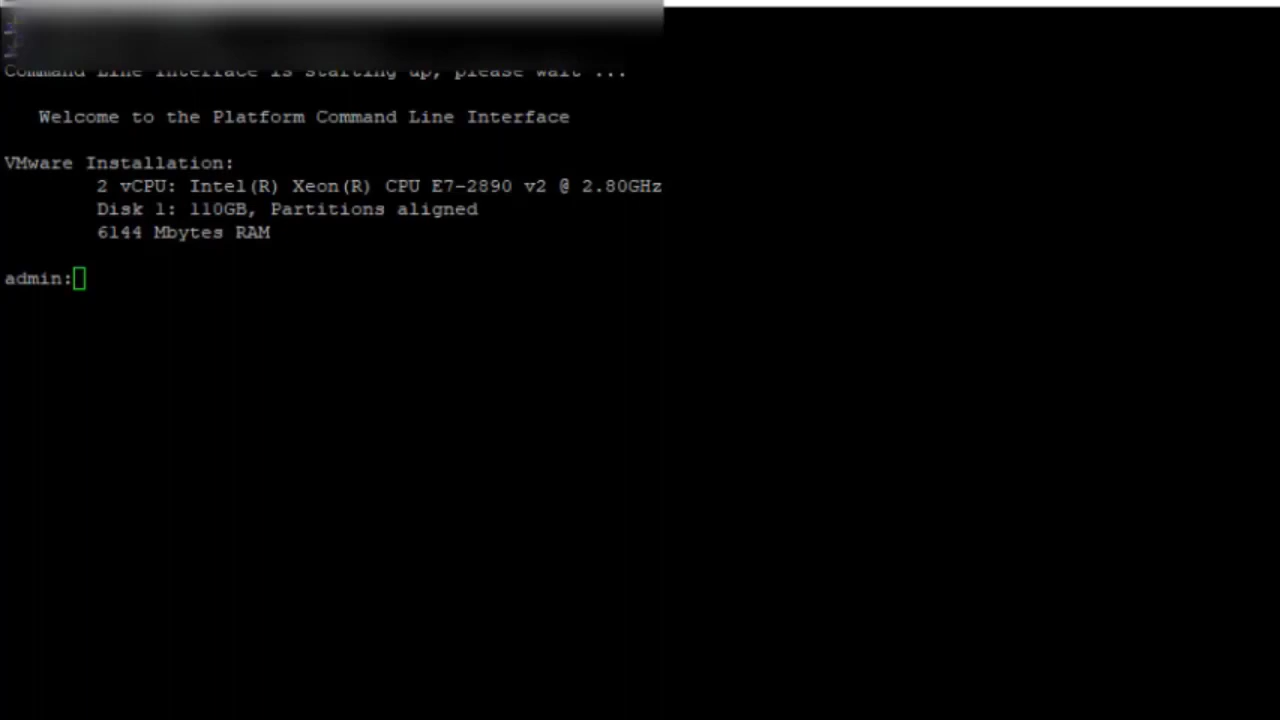 Command Line Interface is starting up, please wait ...
Welcome to the Platform Command Line Interface
VMware Installation:
2 vCPU: Intel(R) Xeon(R) CPU E7-2890 v2 @ 2.80GHz
Disk 1: 110GB, Partitions aligned
6144 Mbytes RAM
admin: